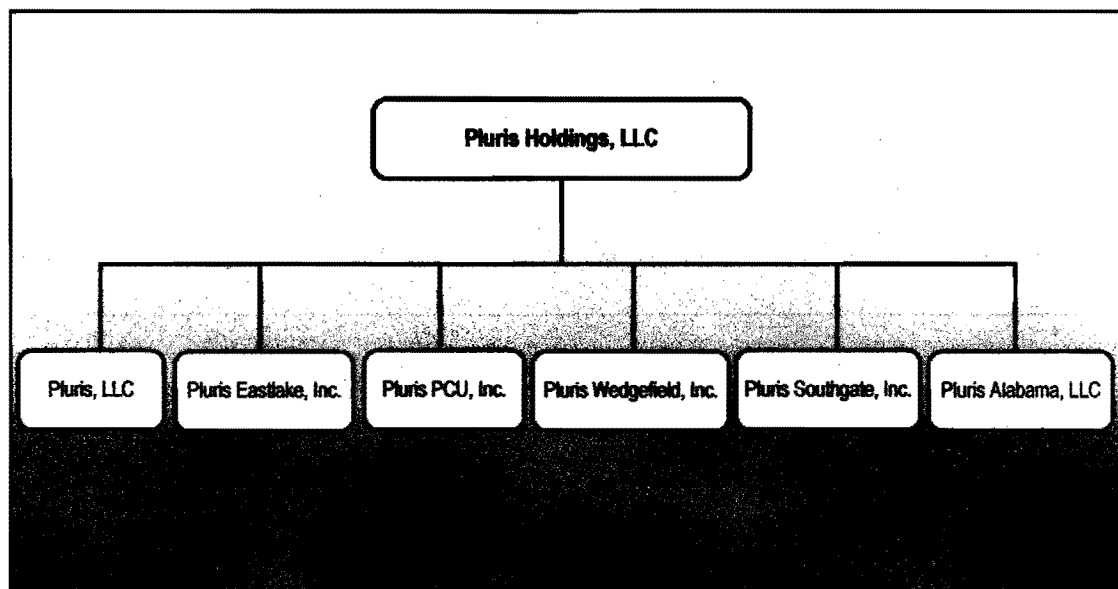 Pluris Holdings, LLC
Pluris, LLC
Pluris Eastlake, Inc.
Pluris PCU, Inc.
Pluris Wedgefield, Inc.
Pluris Southgate, Inc.
Pluris Alabama, LLC